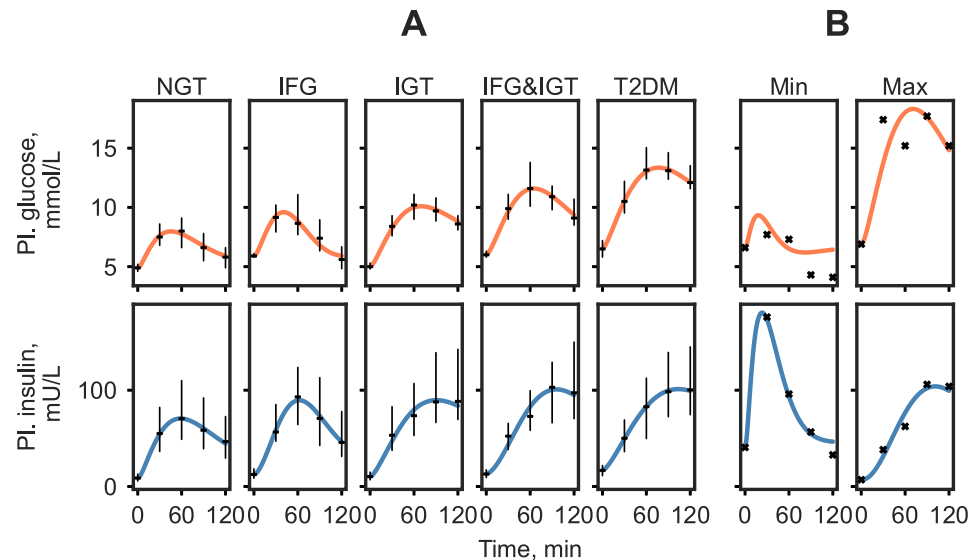 A B
NGT IFG IGT IFG&IGT T2DM Min Max
Pl. glucose,
mmol/L
15
10
5
Pl. insulin,
mU/L
100
0
0 60 120 0 60 120 0 60 120 0 60 120 0 60 120 0 60 120 0 60 120
Time, min